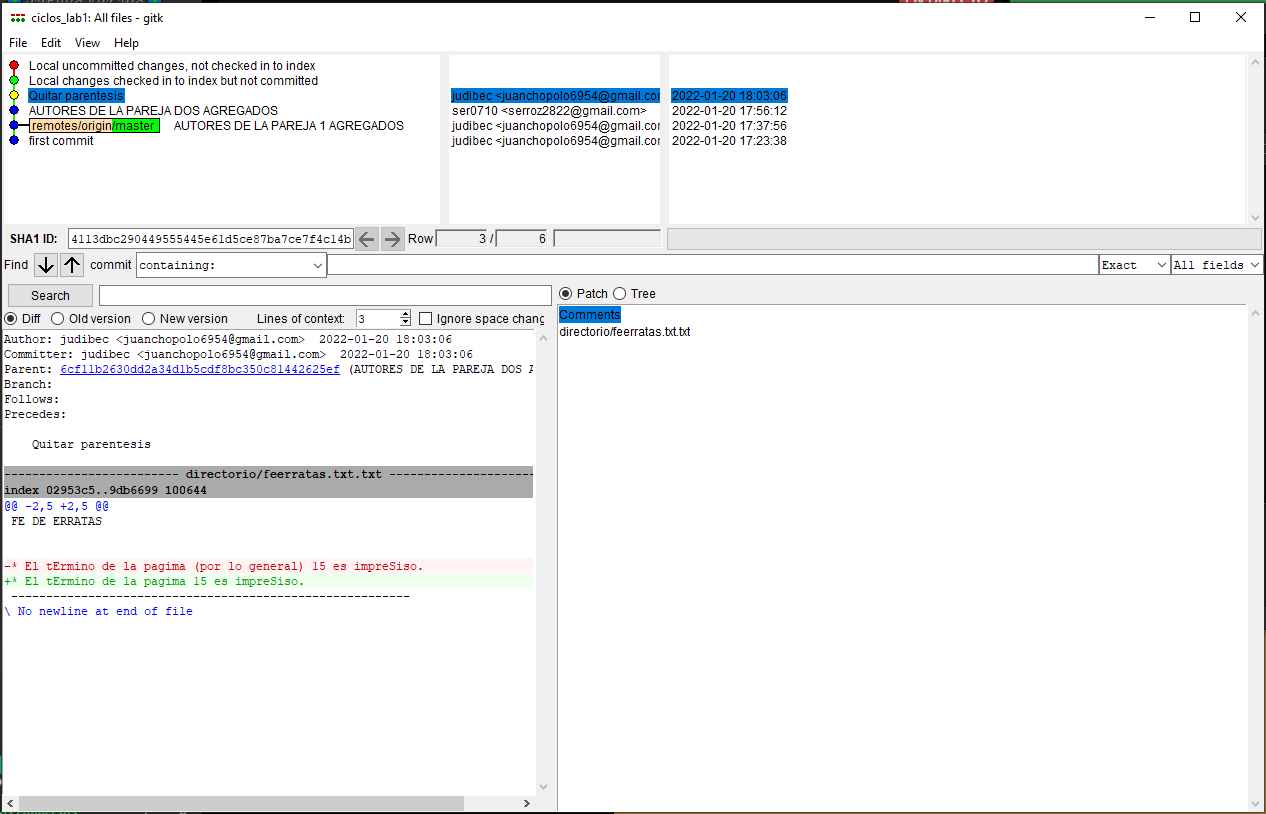 ciclos_lab1: All files - gitk
File Edit View Help
Local uncommitted changes, not checked in to index
Local changes checked in to index but not committed
Quitar parentesis judibec <juanchopolo6954@gmail.com 2022-01-20 18:03:06
AUTORES DE LA PAREJA DOS AGREGADOS ser0710 <serroz2822@gmail.com> 2022-01-20 17:56:12
remotes/origin/master AUTORES DE LA PAREJA 1 AGREGADOS judibec <juanchopolo6954@gmail.com 2022-01-20 17:37:56
first commit judibec <juanchopolo6954@gmail.com 2022-01-20 17:23:38
SHA1 ID: 4113dbc290449555445e61d5ce87ba7ce7f4c14b Row 3 / 6
Find commit containing: Exact All fields
Search
Patch Tree
Diff Old version New version Lines of context: 3 Ignore space chang
Comments
directorio/feerratas.txt.txt
Author: judibec <juanchopolo6954@gmail.com> 2022-01-20 18:03:06
Committer: judibec <juanchopolo6954@gmail.com> 2022-01-20 18:03:06
Parent: 6cf11b2630dd2a34d1b5cdf8bc350c81442625ef (AUTORES DE LA PAREJA DOS A
Branch:
Follows:
Precedes:
Quitar parentesis
------------------------- directorio/feerratas.txt.txt ---------------------
index 02953c5..9db6699 100644
@@ -2,5 +2,5 @@
FE DE ERRATAS
-* El tErmino de la pagima (por lo general) 15 es impreSiso.
+* El tErmino de la pagima 15 es impreSiso.
---------------------------------------------------------
\ No newline at end of file